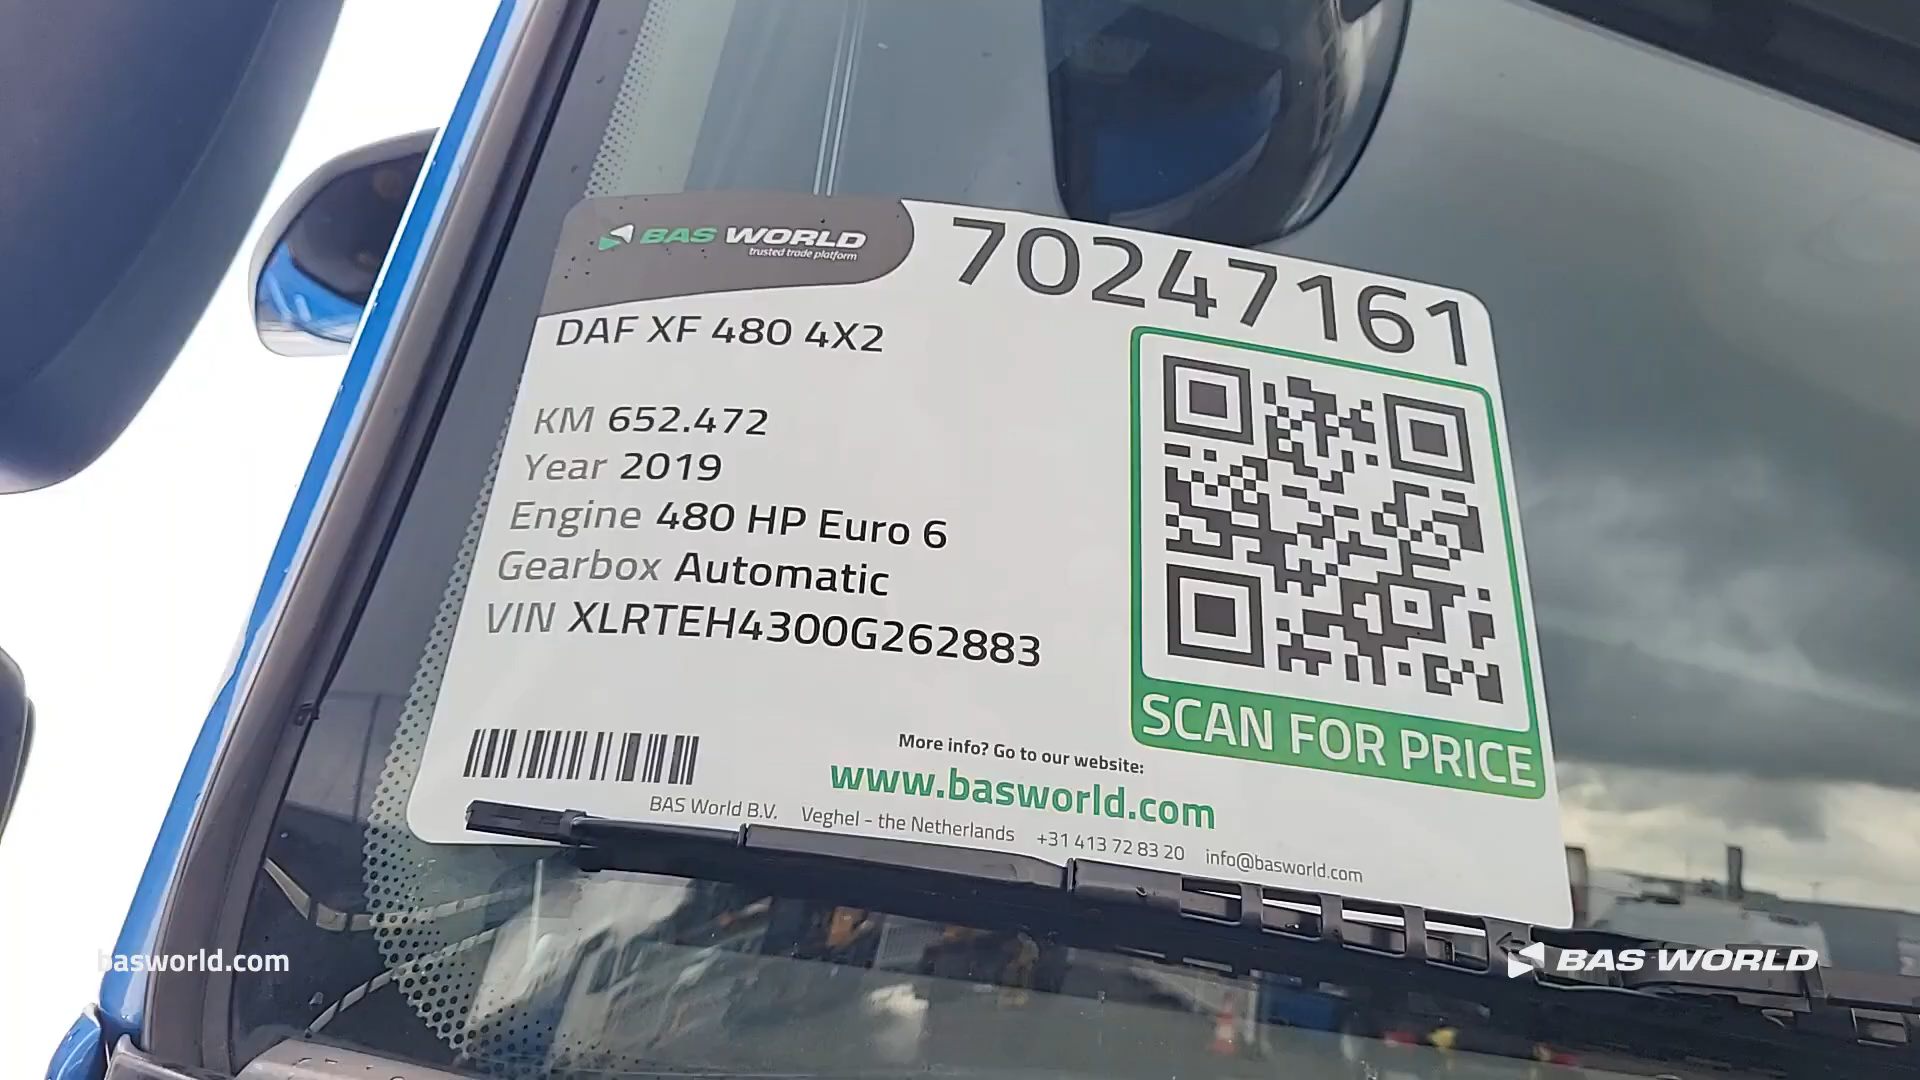 BAS WORLD
trusted trade platform
70247161
DAF XF 480 4X2
KM 652.472
Year 2019
Engine 480 HP Euro 6
Gearbox Automatic
VIN XLRTEH4300G262883
SCAN FOR PRICE
More info? Go to our website:
www.basworld.com
BAS World B.V. Veghel - the Netherlands +31 413 72 83 20 info@basworld.com
basworld.com
BAS WORLD